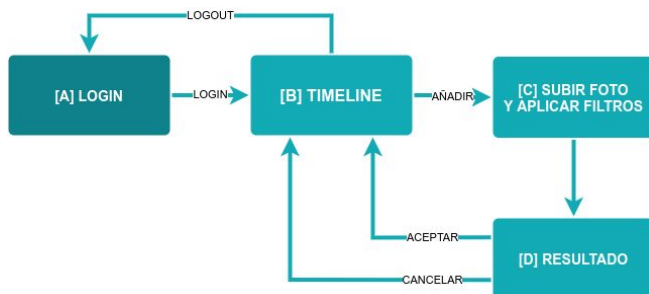 LOGOUT
[A] LOGIN
LOGIN
[B] TIMELINE
AÑADIR
[C] SUBIR FOTO
Y APLICAR FILTROS
ACEPTAR
[D] RESULTADO
CANCELAR